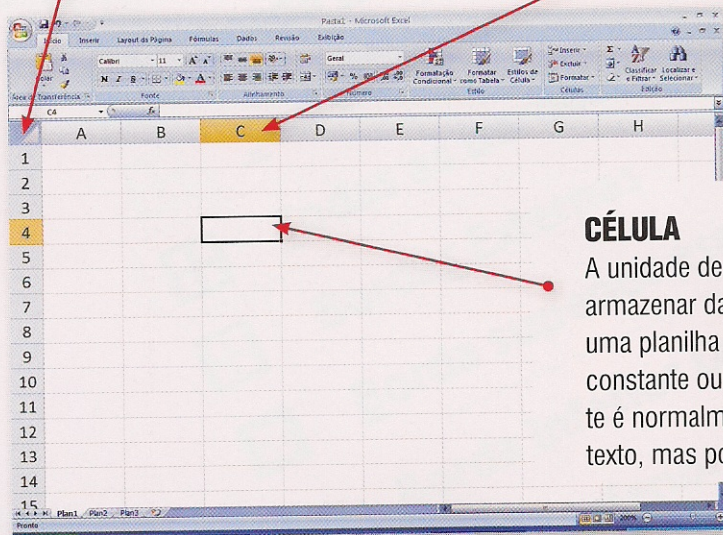 Pasta1 - Microsoft Excel
Início Inserir Layout da Página Fórmulas Dados Revisão Exibição
Calibri 11 A A Geral Formatação Condicional Formatar como Tabela Estilos de Célula Inserir Excluir Formatar Classificar e Filtrar Localizar e Selecionar
N I S A % 000
Área de Transferência Fonte Alinhamento Número Estilo Células Edição
C4 fx
A B C D E F G H
1
2
3
4
5
6
7
8
9
10
11
12
13
14
15
CÉLULA
A unidade de
armazenar da
uma planilha
constante ou
te é normalm
texto, mas po
Plan1 Plan2 Plan3
Pronto 200%